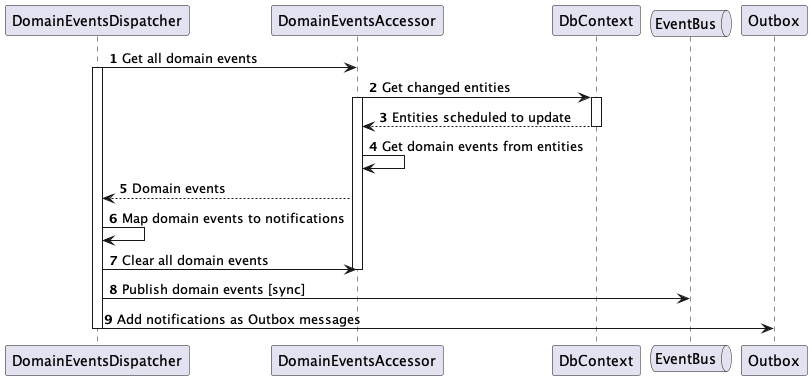 DomainEventsDispatcher
DomainEventsAccessor
DbContext
EventBus
Outbox
1 Get all domain events
2 Get changed entities
3 Entities scheduled to update
4 Get domain events from entities
5 Domain events
6 Map domain events to notifications
7 Clear all domain events
8 Publish domain events [sync]
9 Add notifications as Outbox messages
DomainEventsDispatcher
DomainEventsAccessor
DbContext
EventBus
Outbox